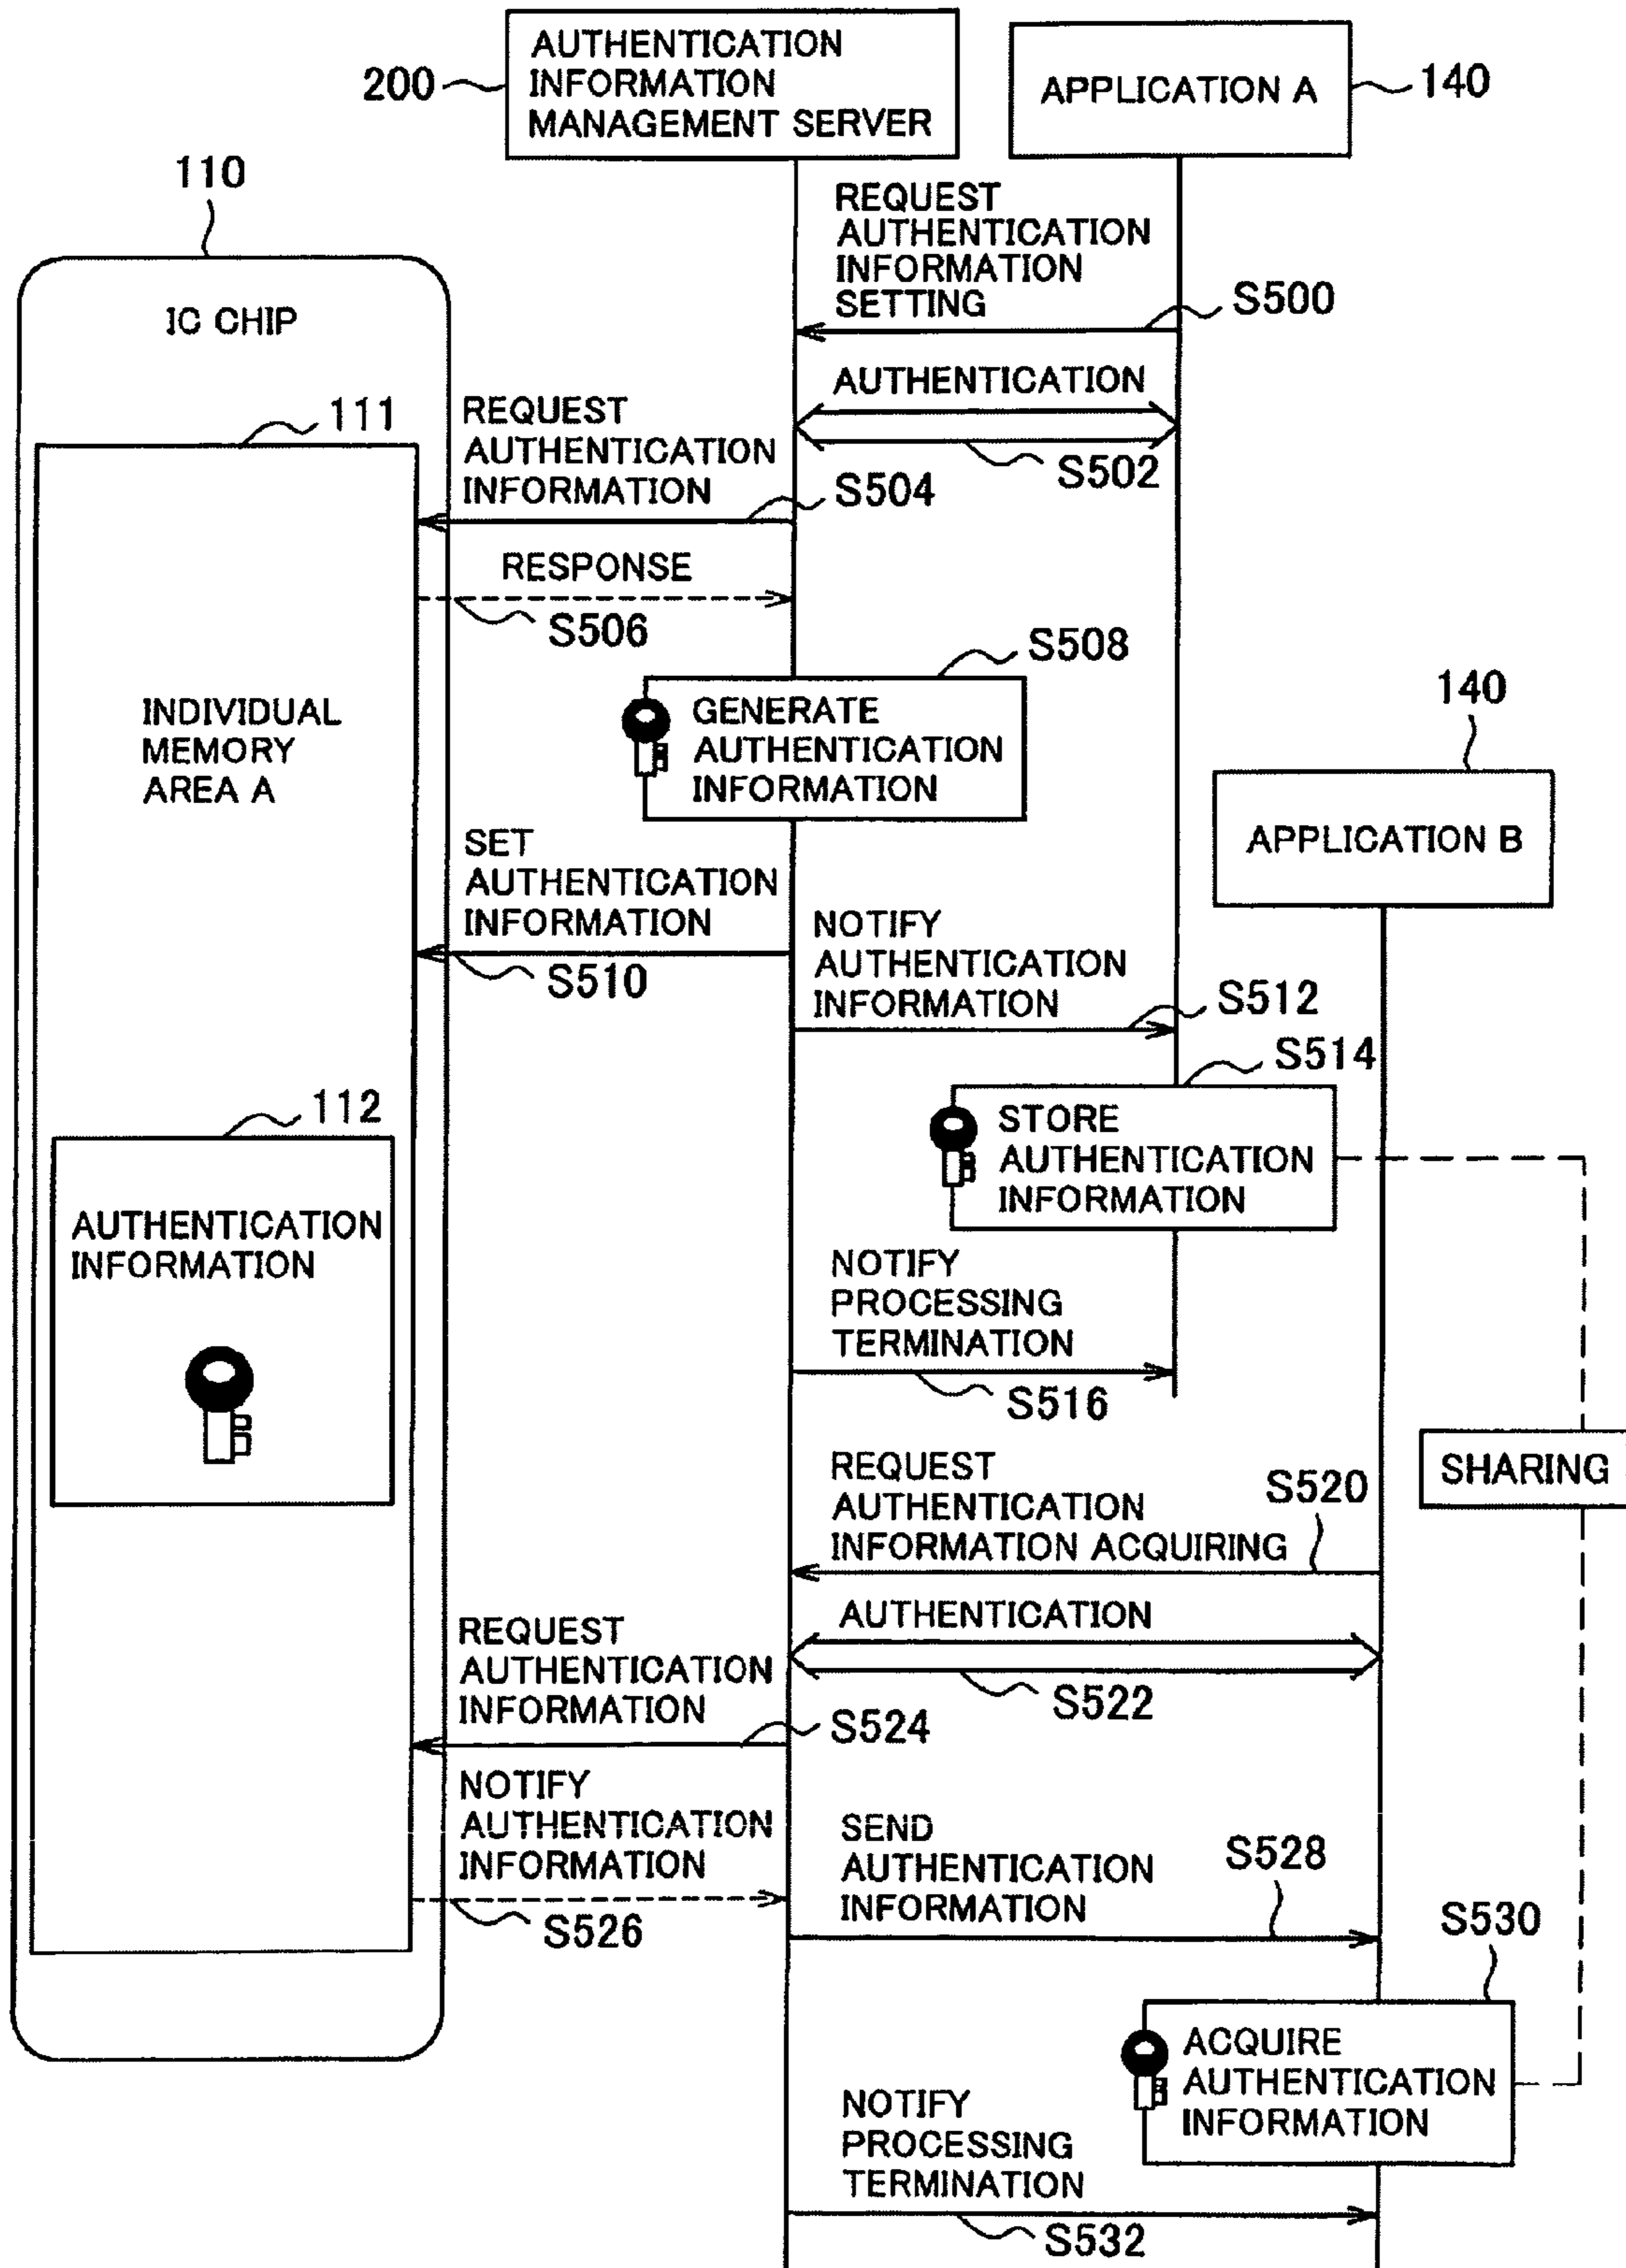 AUTHENTICATION
INFORMATION
MANAGEMENT SERVER
200
APPLICATION A
140
110
IC CHIP
REQUEST
AUTHENTICATION
INFORMATION
SETTING
S500
AUTHENTICATION
S502
111
REQUEST
AUTHENTICATION
INFORMATION
S504
RESPONSE
S506
S508
GENERATE
AUTHENTICATION
INFORMATION
INDIVIDUAL
MEMORY
AREA A
140
APPLICATION B
SET
AUTHENTICATION
INFORMATION
S510
NOTIFY
AUTHENTICATION
INFORMATION
S512
S514
STORE
AUTHENTICATION
INFORMATION
112
AUTHENTICATION
INFORMATION
NOTIFY
PROCESSING
TERMINATION
S516
SHARING
REQUEST
AUTHENTICATION
INFORMATION ACQUIRING
S520
AUTHENTICATION
S522
REQUEST
AUTHENTICATION
INFORMATION
S524
NOTIFY
AUTHENTICATION
INFORMATION
S526
SEND
AUTHENTICATION
INFORMATION
S528
S530
ACQUIRE
AUTHENTICATION
INFORMATION
NOTIFY
PROCESSING
TERMINATION
S532